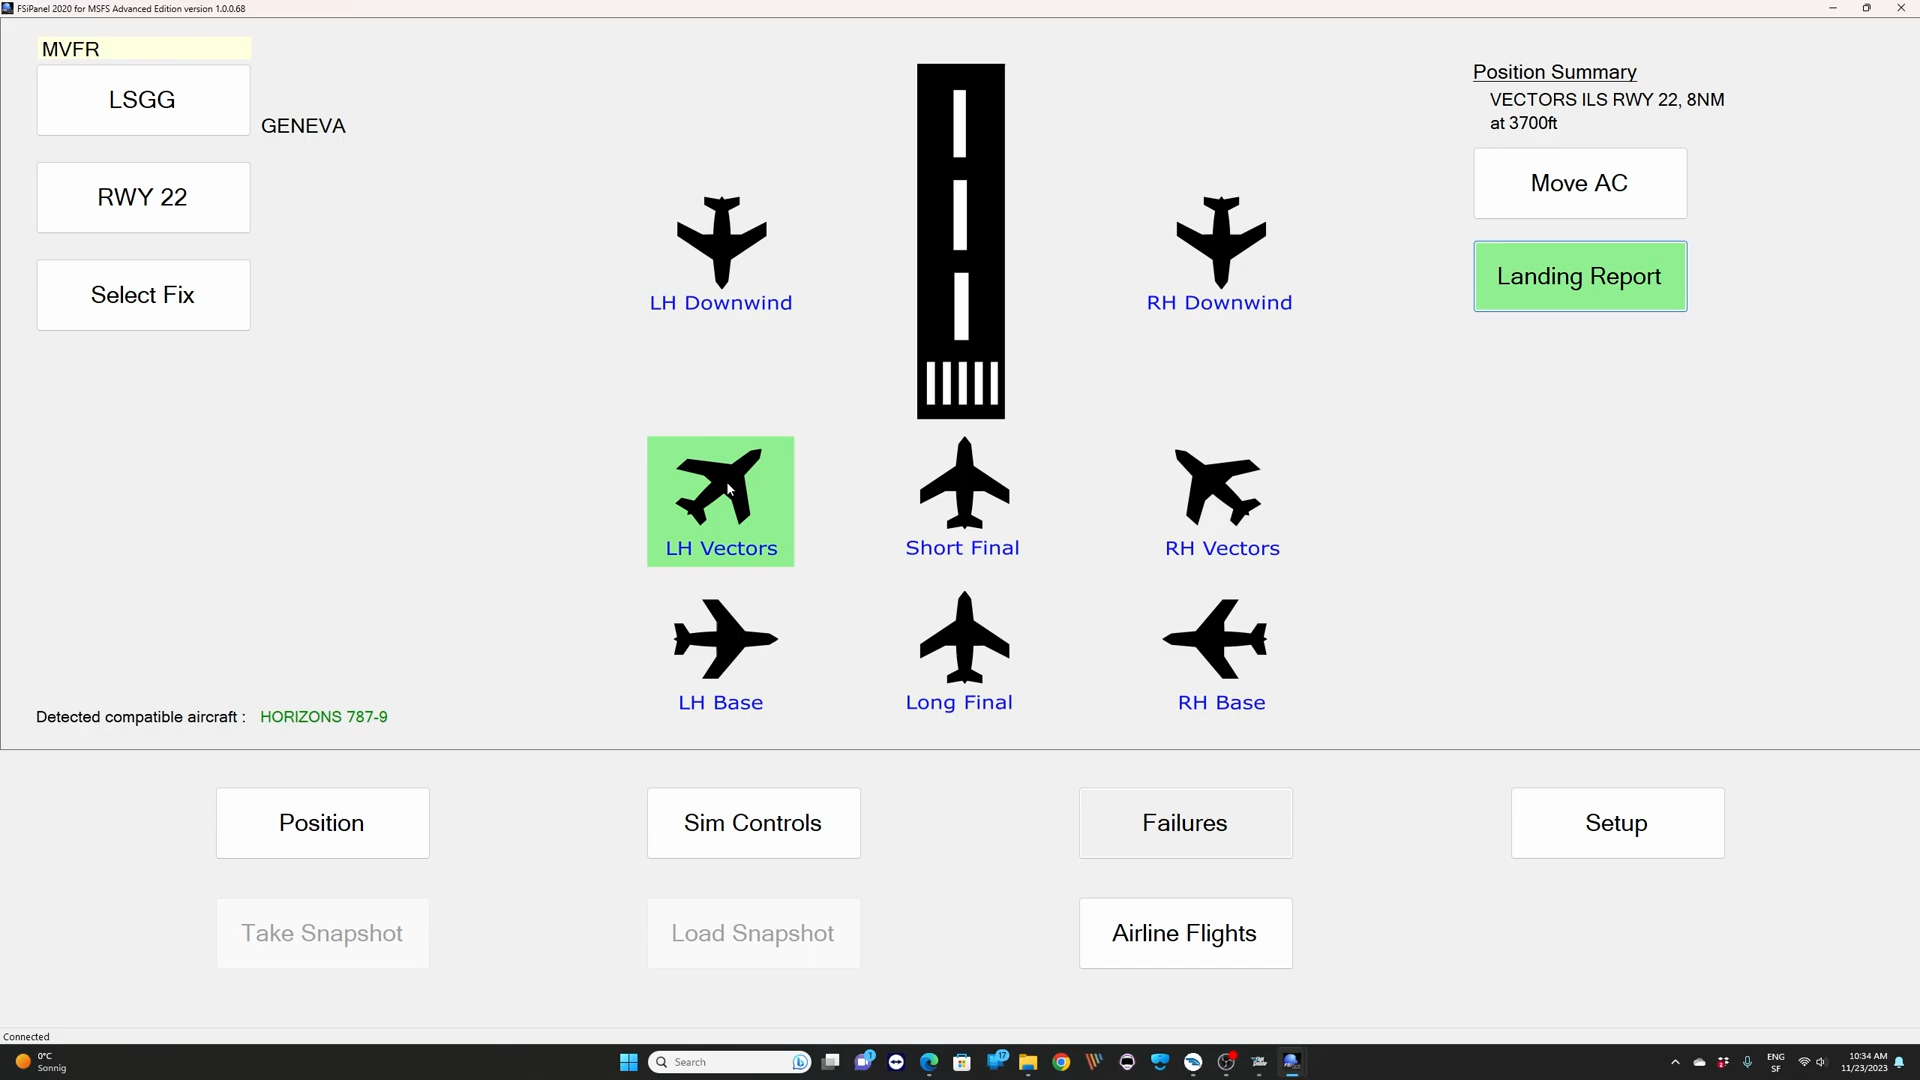 FSiPanel 2020 for MSFS Advanced Edition version 1.0.0.68
MVFR
LSGG
GENEVA
RWY 22
Select Fix
LH Downwind
RH Downwind
Position Summary
VECTORS ILS RWY 22, 8NM
at 3700ft
Move AC
Landing Report
LH Vectors
Short Final
RH Vectors
LH Base
Long Final
RH Base
Detected compatible aircraft : HORIZONS 787-9
Position
Sim Controls
Failures
Setup
Take Snapshot
Load Snapshot
Airline Flights
Connected
0°C
Sonnig
Search
1
17
ENG
SF
10:34 AM
11/23/2023